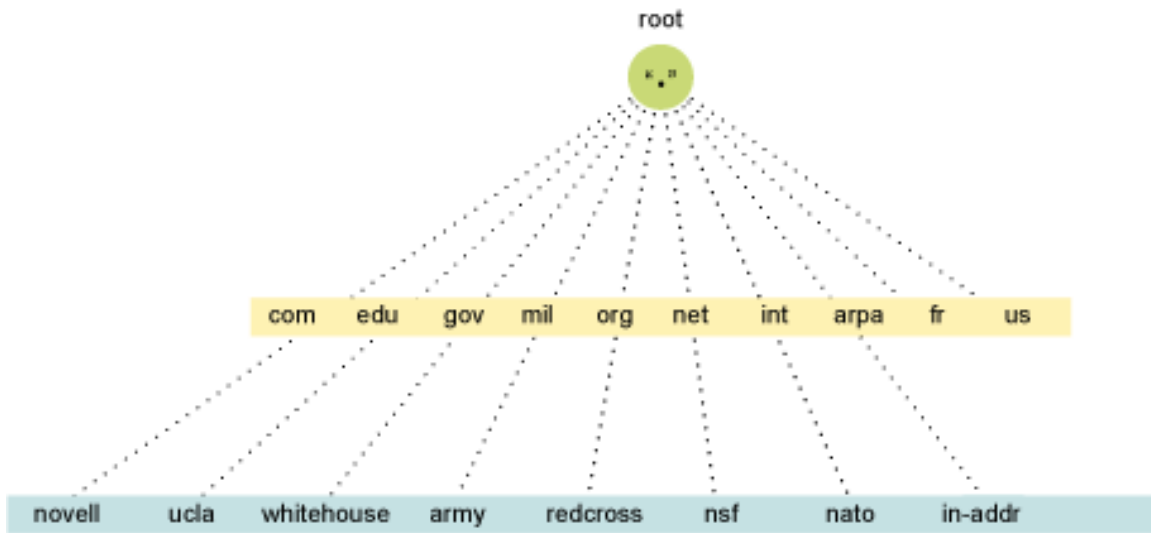 root
"."
com edu gov mil org net int arpa fr us
novell ucla whitehouse army redcross nsf nato in-addr